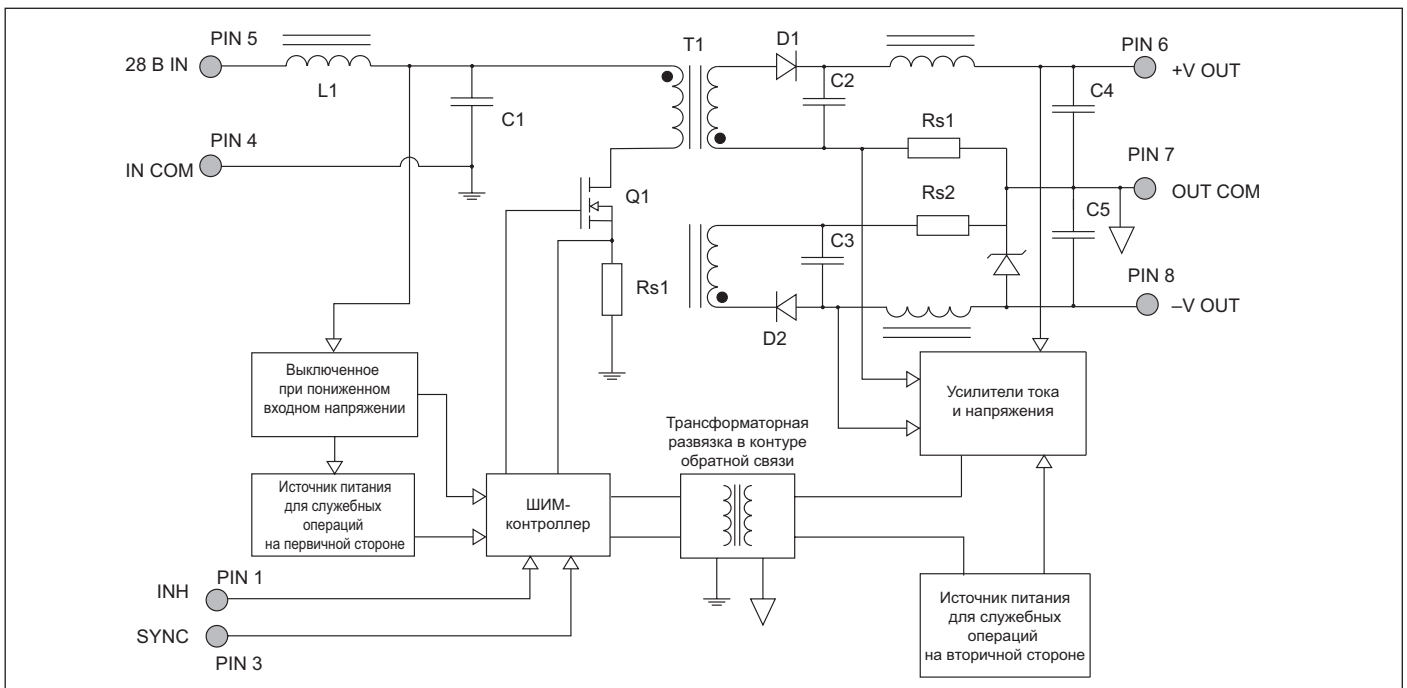 PIN 5
28 В IN
L1
C1
PIN 4
IN COM
T1
D1
C2
PIN 6
+V OUT
C4
Rs1
PIN 7
OUT COM
Rs2
C5
Q1
Rs1
C3
D2
PIN 8
–V OUT
Выключенное
при пониженном
входном напряжении
Источник питания
для служебных
операций
на первичной стороне
ШИМ-
контроллер
Трансформаторная
развязка в контуре
обратной связи
Усилители тока
и напряжения
Источник питания
для служебных
операций
на вторичной стороне
INH
PIN 1
SYNC
PIN 3